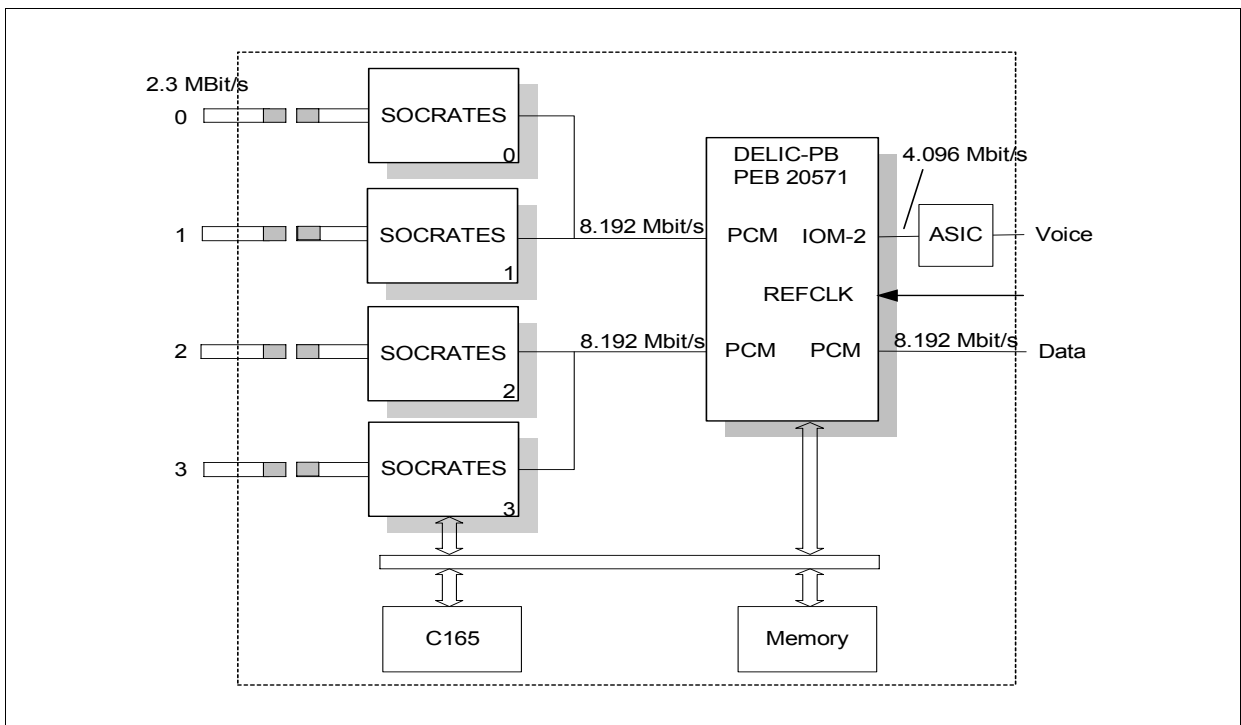 2.3 MBit/s
0
SOCRATES
0
DELIC-PB
PEB 20571
4.096 Mbit/s
1
SOCRATES
1
8.192 Mbit/s
PCM
IOM-2
ASIC
Voice
REFCLK
2
SOCRATES
2
8.192 Mbit/s
PCM
PCM
8.192 Mbit/s
Data
3
SOCRATES
3
C165
Memory